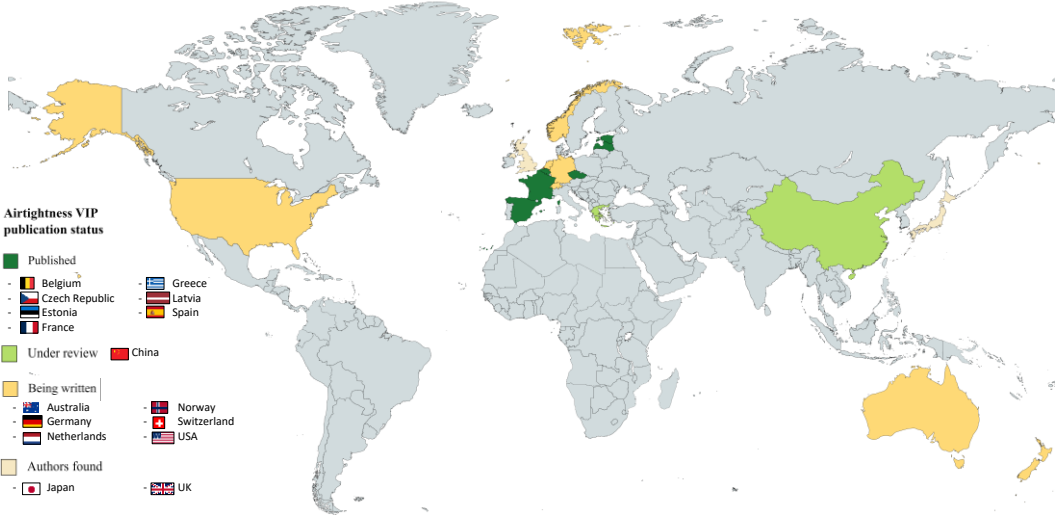 Airtightness VIP
publication status
Published
- Belgium - Greece
- Czech Republic - Latvia
- Estonia - Spain
- France
Under review China
Being written
- Australia - Norway
- Germany - Switzerland
- Netherlands - USA
Authors found
- Japan - UK